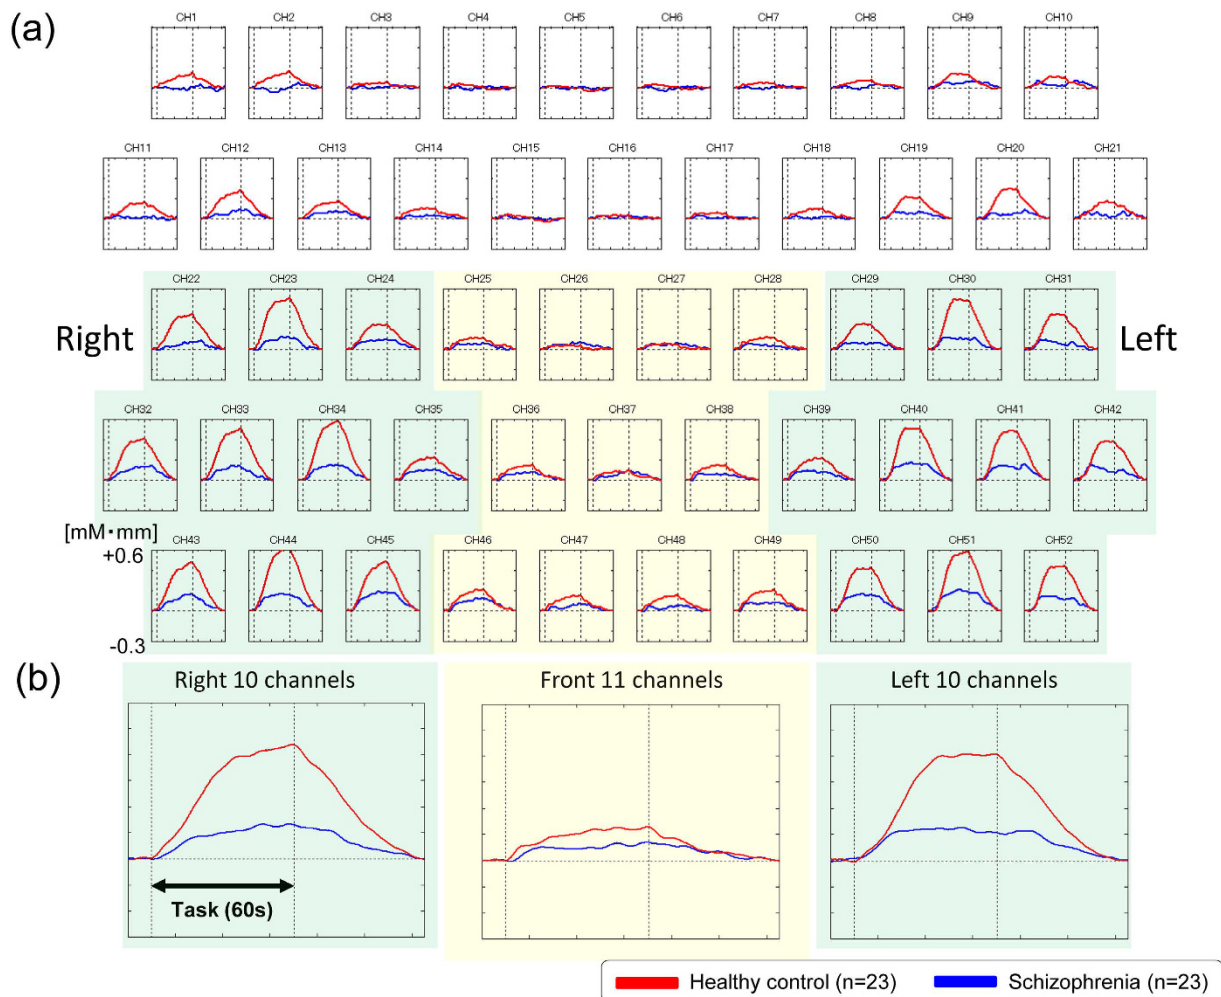 (a)
CH1 CH2 CH3 CH4 CH5 CH6 CH7 CH8 CH9 CH10
CH11 CH12 CH13 CH14 CH15 CH16 CH17 CH18 CH19 CH20 CH21
CH22 CH23 CH24 CH25 CH26 CH27 CH28 CH29 CH30 CH31
Right
Left
CH32 CH33 CH34 CH35 CH36 CH37 CH38 CH39 CH40 CH41 CH42
[mM・mm]
CH43 CH44 CH45 CH46 CH47 CH48 CH49 CH50 CH51 CH52
+0.6
-0.3
(b)
Right 10 channels
Front 11 channels
Left 10 channels
Task (60s)
Healthy control (n=23)
Schizophrenia (n=23)